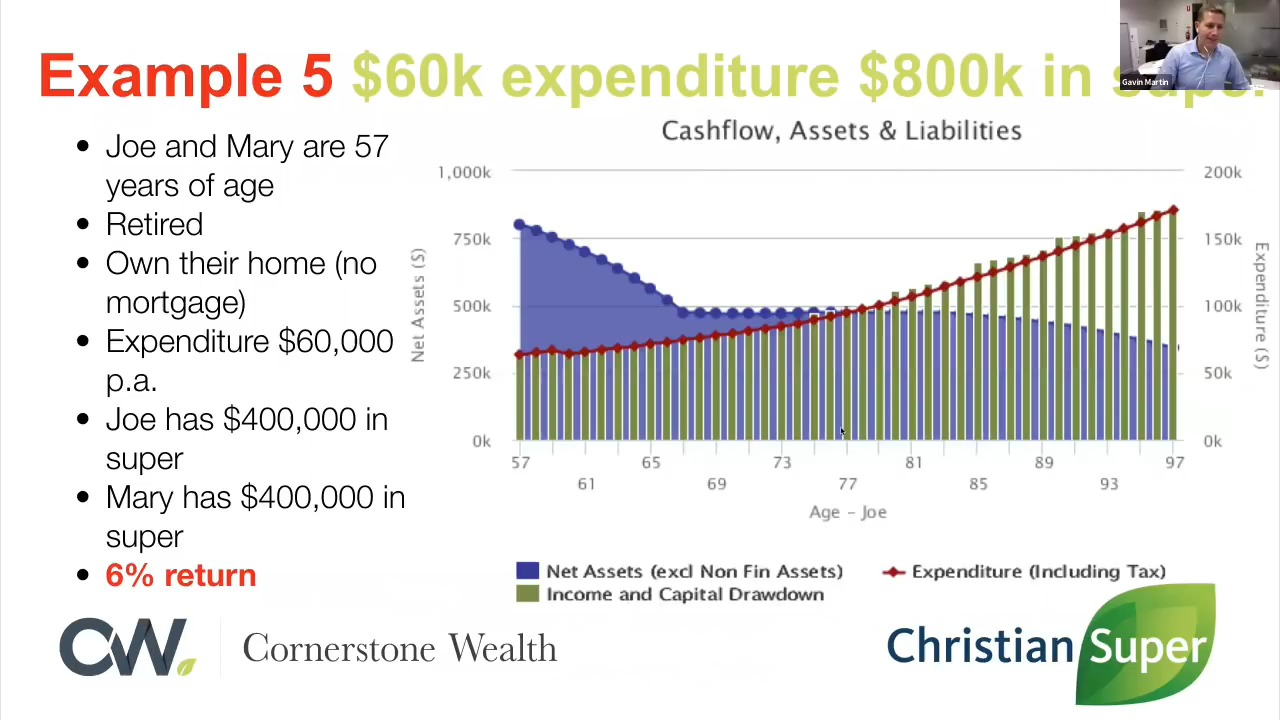 Example 5 $60k expenditure $800k in super
Gavin Martin
• Joe and Mary are 57
years of age
• Retired
• Own their home (no
mortgage)
• Expenditure $60,000
p.a.
• Joe has $400,000 in
super
• Mary has $400,000 in
super
• 6% return
Cashflow, Assets & Liabilities
1,000k
750k
500k
250k
0k
Net Assets ($)
200k
150k
100k
50k
0k
Expenditure ($)
57 65 73 81 89 97
61 69 77 85 93
Age - Joe
Net Assets (excl Non Fin Assets)
Expenditure (Including Tax)
Income and Capital Drawdown
CW. Cornerstone Wealth
Christian Super